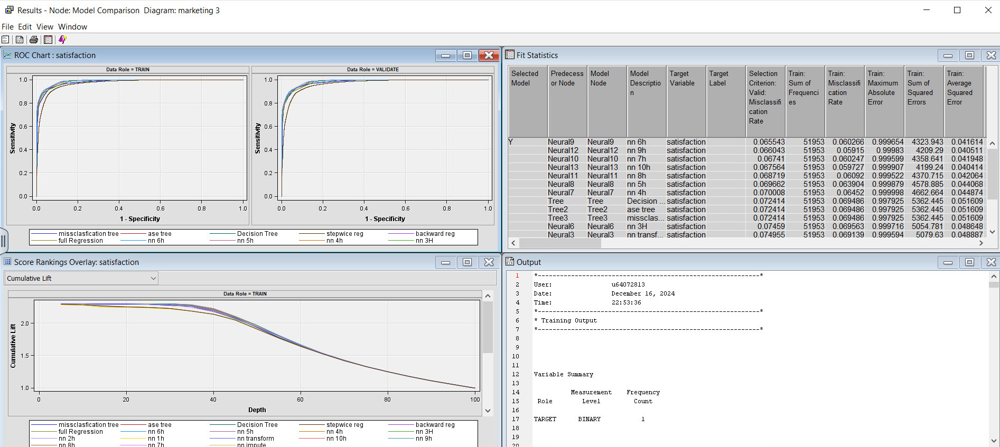 Results - Node: Model Comparison Diagram: marketing 3
File Edit View Window
ROC Chart : satisfaction
Data Role = TRAIN
Data Role = VALIDATE
Sensitivity
1.0
0.8
0.6
0.4
0.2
0.0
0.0 0.2 0.4 0.6 0.8 1.0
1 - Specificity
Sensitivity
1.0
0.8
0.6
0.4
0.2
0.0
0.0 0.2 0.4 0.6 0.8 1.0
1 - Specificity
missclasfication tree ase tree Decision Tree stepwice reg backward reg
full Regression nn 6h nn 5h nn 4h nn 3H
Fit Statistics
Selected Model
Predecess or Node
Model Node
Model Descriptio n
Target Variable
Target Label
Selection Criterion: Valid: Misclassifi cation Rate
Train: Sum of Frequenci es
Train: Misclassifi cation Rate
Train: Maximum Absolute Error
Train: Sum of Squared Errors
Train: Average Squared Error
Y Neural9 Neural9 nn 6h satisfaction 0.065543 51953 0.060266 0.999654 4323.943 0.041614
Neural12 Neural12 nn 9h satisfaction 0.066043 51953 0.05915 0.99983 4209.29 0.040511
Neural10 Neural10 nn 7h satisfaction 0.06741 51953 0.060247 0.999599 4358.641 0.041948
Neural13 Neural13 nn 10h satisfaction 0.067564 51953 0.059727 0.999907 4199.24 0.040414
Neural11 Neural11 nn 8h satisfaction 0.068719 51953 0.06092 0.999522 4370.715 0.042064
Neural8 Neural8 nn 5h satisfaction 0.069662 51953 0.063904 0.999879 4578.885 0.044068
Neural7 Neural7 nn 4h satisfaction 0.070008 51953 0.06452 0.999998 4662.664 0.044874
Tree Tree Decision ... satisfaction 0.072414 51953 0.069486 0.997925 5362.445 0.051609
Tree2 Tree2 ase tree satisfaction 0.072414 51953 0.069486 0.997925 5362.445 0.051609
Tree3 Tree3 missclas... satisfaction 0.072414 51953 0.069486 0.997925 5362.445 0.051609
Neural6 Neural6 nn 3H satisfaction 0.07459 51953 0.069563 0.999716 5054.781 0.048648
Neural3 Neural3 nn transf... satisfaction 0.074955 51953 0.069139 0.999594 5079.63 0.048887
Score Rankings Overlay: satisfaction
Cumulative Lift
Data Role = TRAIN
Cumulative Lift
2.0
1.5
1.0
0 20 40 60 80 100
Depth
missclasfication tree ase tree Decision Tree stepwice reg backward reg
full Regression nn 6h nn 5h nn 4h nn 3H
nn 2h nn 1h nn transform nn 10h nn 9h
nn 8h nn 7h nn impute
Output
1 *------------------------------------------------------------*
2 User: u64072813
3 Date: December 16, 2024
4 Time: 22:53:36
5 *------------------------------------------------------------*
6 * Training Output
7 *------------------------------------------------------------*
8
9
10
11
12 Variable Summary
13
14 Measurement Frequency
15 Role Level Count
16
17 TARGET BINARY 1
18
19
20